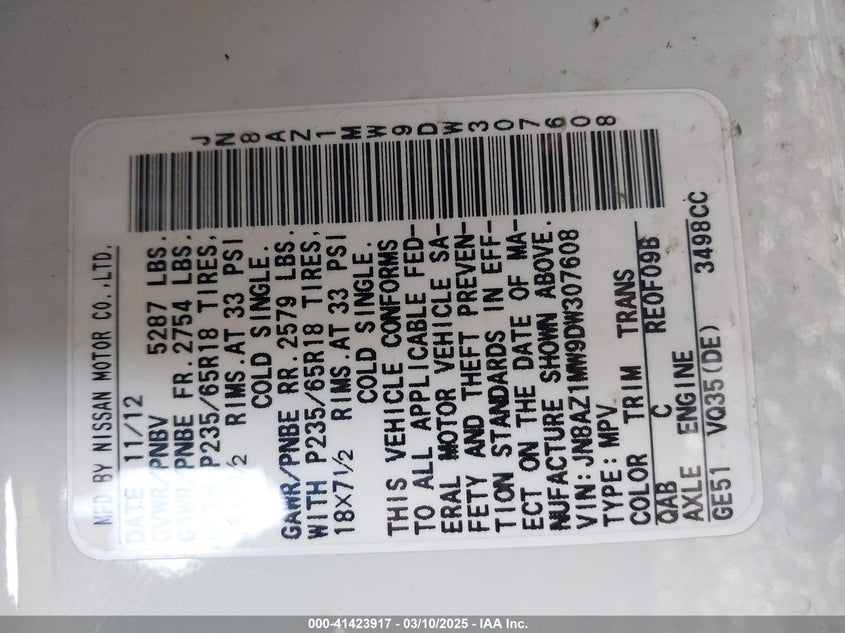 JN8AZ1MW9DW307608
MFD BY NISSAN MOTOR CO.,LTD.
DATE 11/12
GVWR/PNBV 5287 LBS.
GAWR/PNBE FR.2754 LBS.
WITH P235/65R18 TIRES,
18X7 1/2 RIMS.AT 33 PSI
COLD SINGLE.
GAWR/PNBE RR.2579 LBS.
WITH P235/65R18 TIRES,
18X7 1/2 RIMS.AT 33 PSI
COLD SINGLE.
THIS VEHICLE CONFORMS
TO ALL APPLICABLE FED-
ERAL MOTOR VEHICLE SA-
FETY AND THEFT PREVEN-
TION STANDARDS IN EFF-
ECT ON THE DATE OF MA-
NUFACTURE SHOWN ABOVE.
VIN:JN8AZ1MW9DW307608
TYPE:MPV
COLOR TRIM TRANS
QAB C RE0F09B
AXLE ENGINE
GE51 VQ35(DE) 3498CC
000-41423917 - 03/10/2025 - IAA Inc.